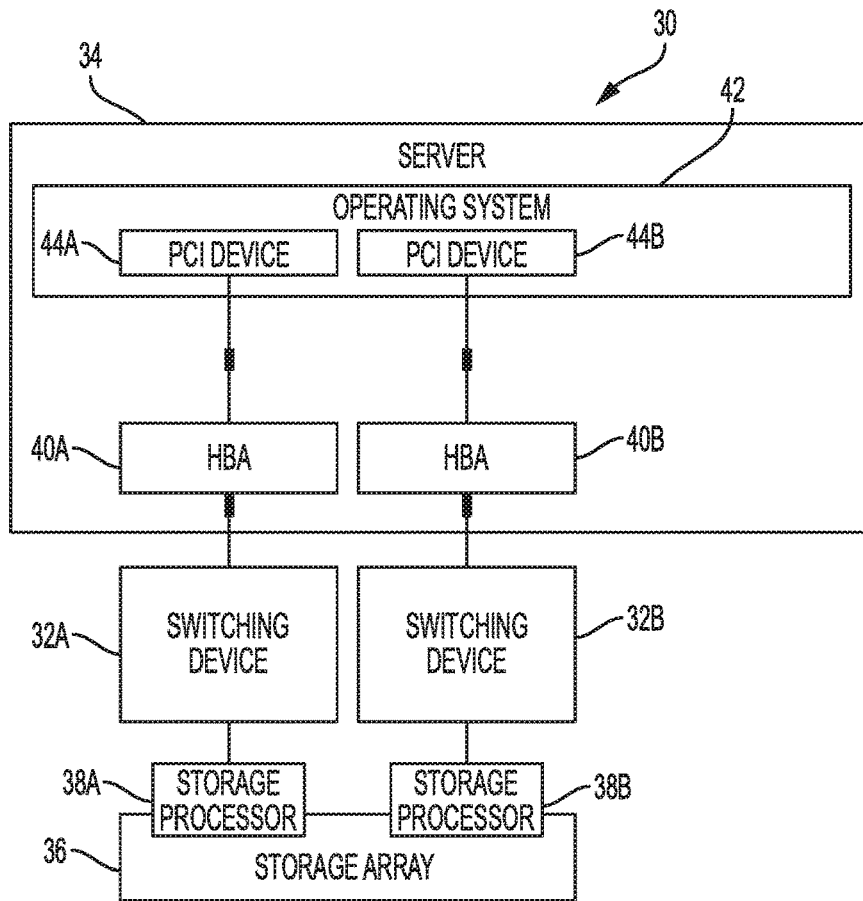 30
34
42
SERVER
OPERATING SYSTEM
44A
PCI DEVICE
PCI DEVICE
44B
40A
HBA
HBA
40B
32A
SWITCHING
DEVICE
SWITCHING
DEVICE
32B
38A
STORAGE
PROCESSOR
STORAGE
PROCESSOR
38B
36
STORAGE ARRAY